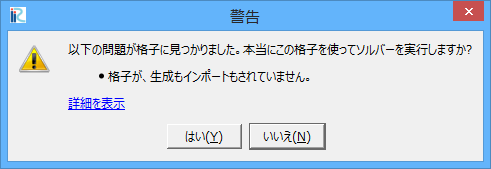 警告
以下の問題が格子に見つかりました。本当にこの格子を使ってソルバーを実行しますか?
• 格子が、生成もインポートもされていません。
詳細を表示
はい(Y)
いいえ(N)